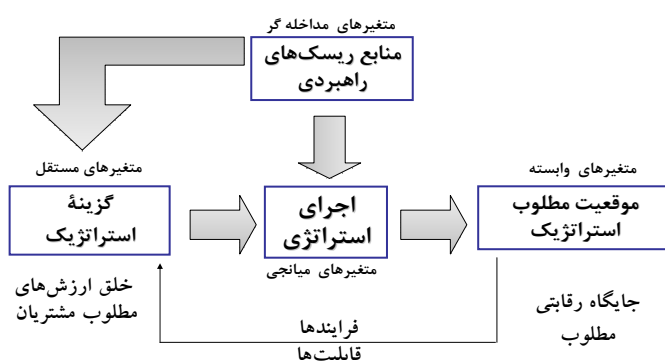 متغیرهای مداخله گر
منابع ریسک‌های
راهبردی
متغیرهای وابسته
موقعیت مطلوب
استراتژیک
جایگاه رقابتی
مطلوب
اجرای
استراتژی
متغیرهای میانجی
متغیرهای مستقل
گزینهٔ
استراتژیک
خلق ارزش‌های
مطلوب مشتریان
فرایندها
قابلیت‌ها